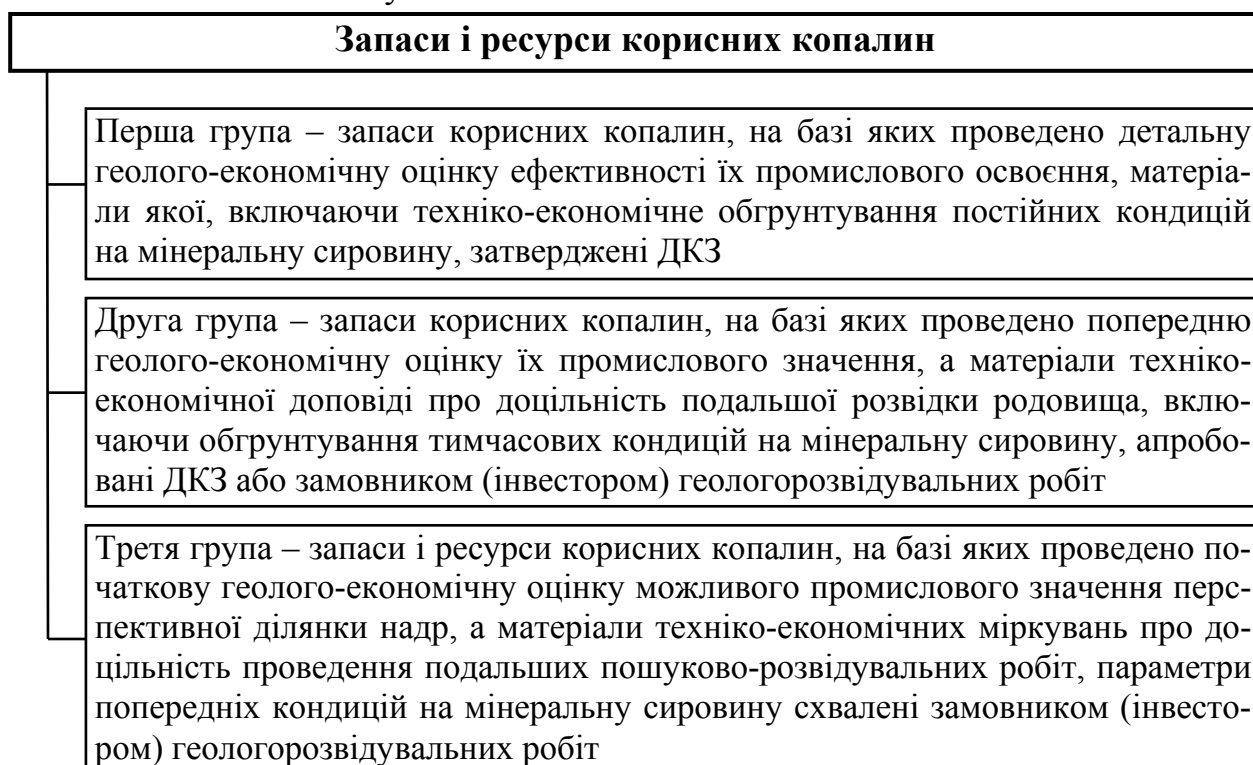 Запаси і ресурси корисних копалин
Перша група – запаси корисних копалин, на базі яких проведено детальну
геолого-економічну оцінку ефективності їх промислового освоєння, матеріа-
ли якої, включаючи техніко-економічне обгрунтування постійних кондицій
на мінеральну сировину, затверджені ДКЗ
Друга група – запаси корисних копалин, на базі яких проведено попередню
геолого-економічну оцінку їх промислового значення, а матеріали техніко-
економічної доповіді про доцільність подальшої розвідки родовища, вклю-
чаючи обгрунтування тимчасових кондицій на мінеральну сировину, апробо-
вані ДКЗ або замовником (інвестором) геологорозвідувальних робіт
Третя група – запаси і ресурси корисних копалин, на базі яких проведено по-
чаткову геолого-економічну оцінку можливого промислового значення перс-
пективної ділянки надр, а матеріали техніко-економічних міркувань про до-
цільність проведення подальших пошуково-розвідувальних робіт, параметри
попередніх кондицій на мінеральну сировину схвалені замовником (інвесто-
ром) геологорозвідувальних робіт